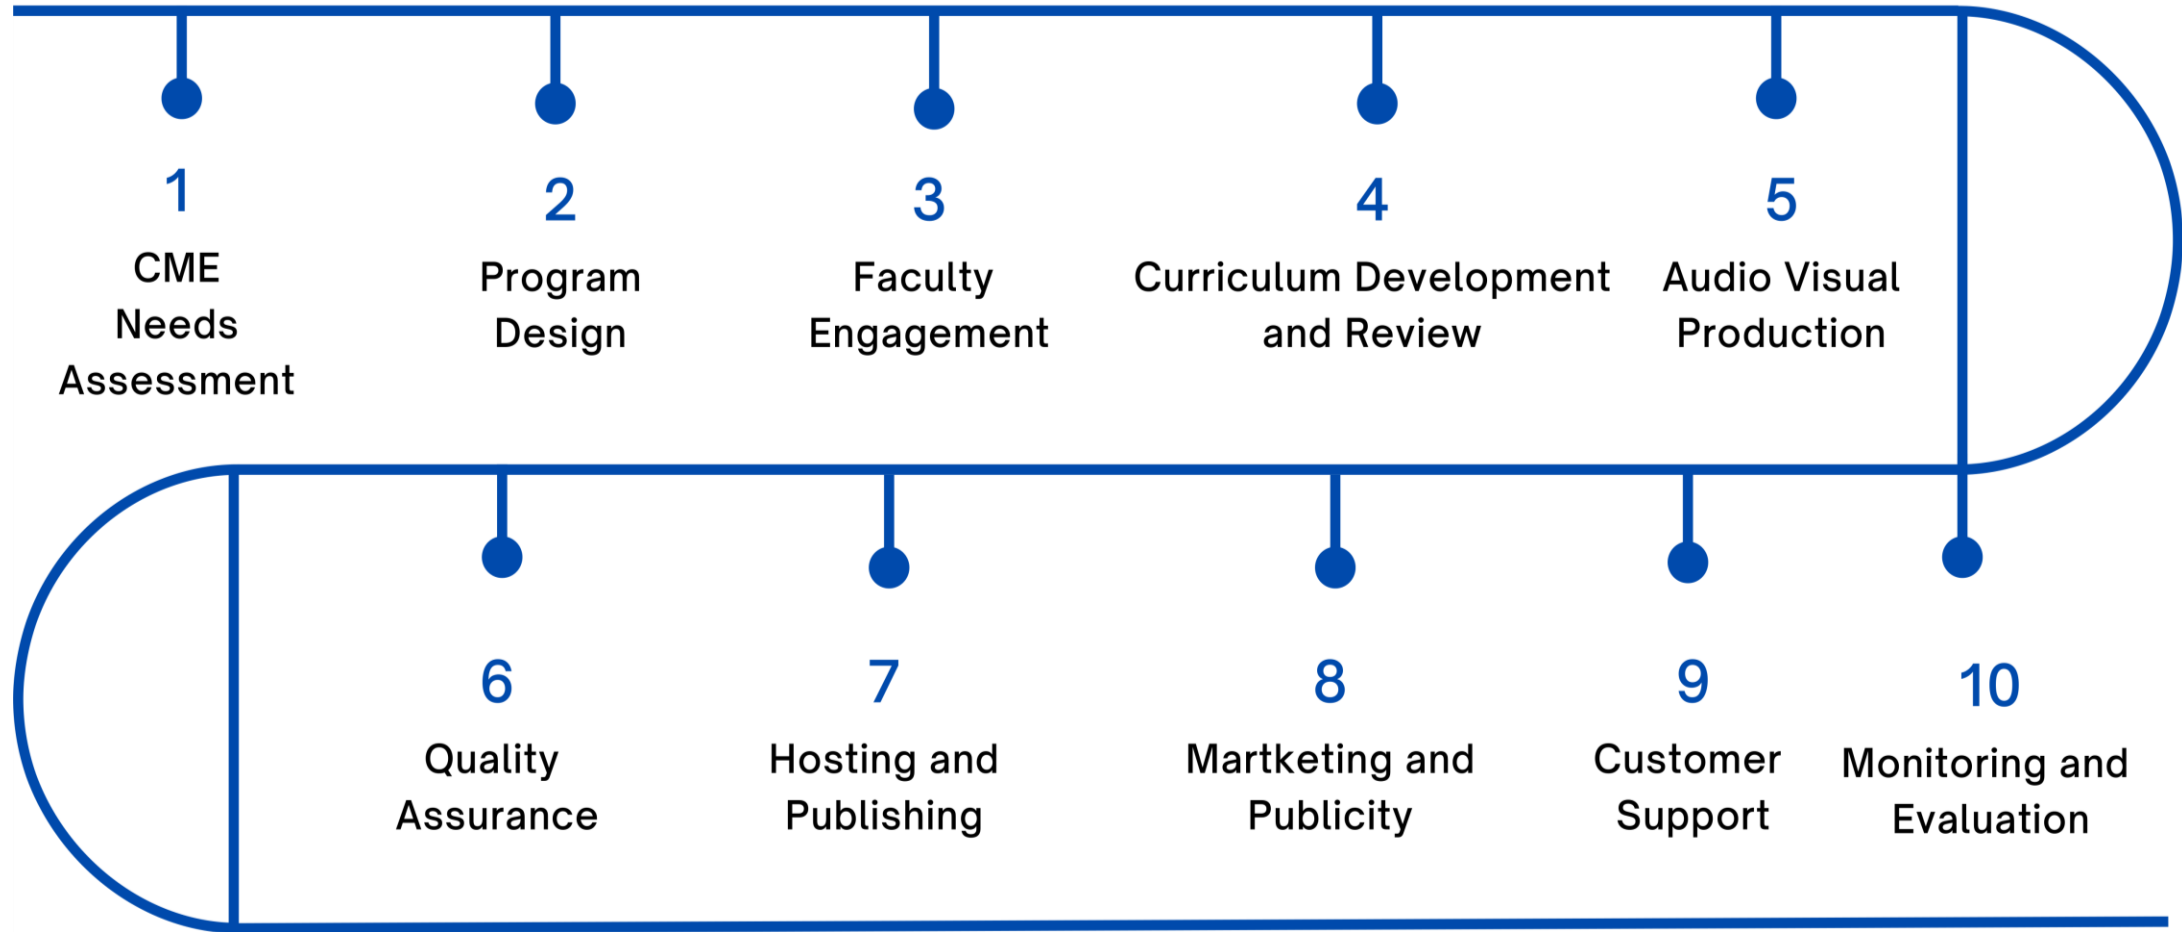 1
CME
Needs
Assessment
2
Program
Design
3
Faculty
Engagement
4
Curriculum Development
and Review
5
Audio Visual
Production
6
Quality
Assurance
7
Hosting and
Publishing
8
Martketing and
Publicity
9
Customer
Support
10
Monitoring and
Evaluation